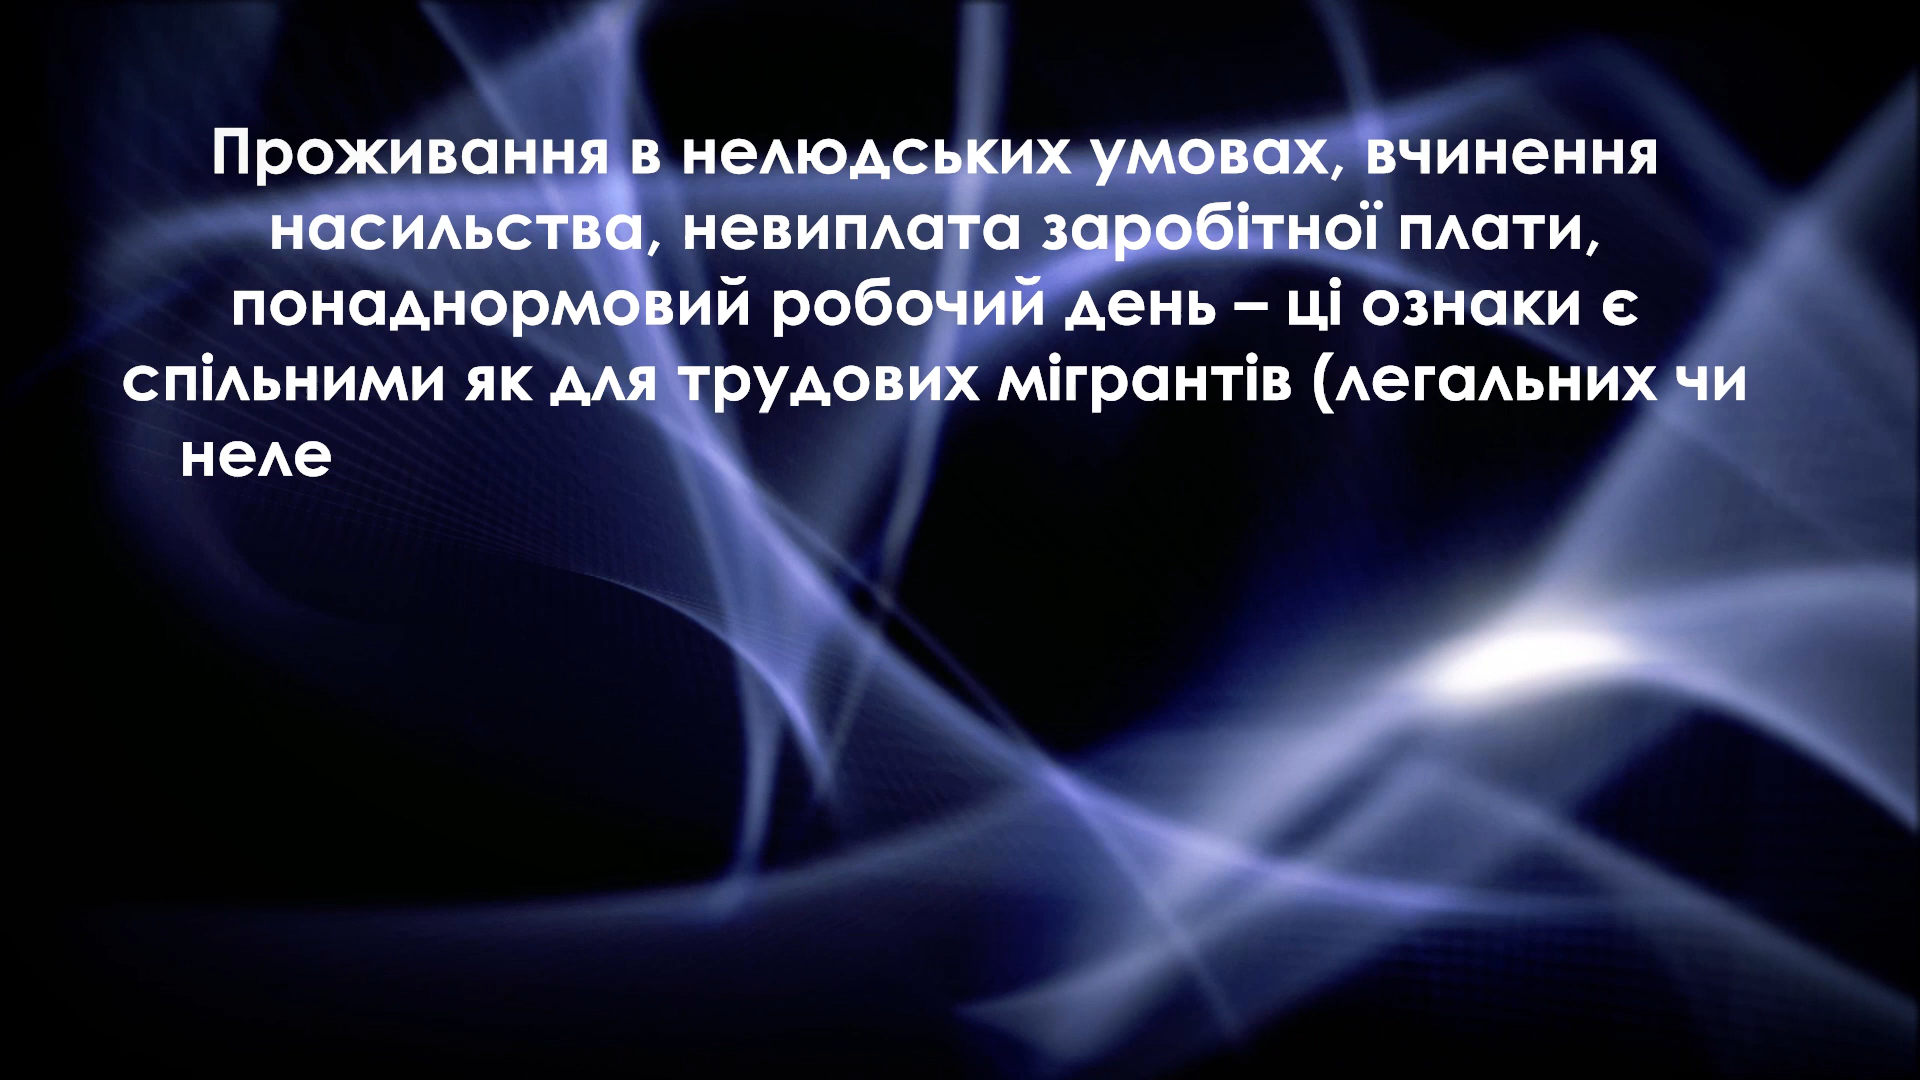 Проживання в нелюдських умовах, вчинення
насильства, невиплата заробітної плати,
понаднормовий робочий день – ці ознаки є
спільними як для трудових мігрантів (легальних чи
неле